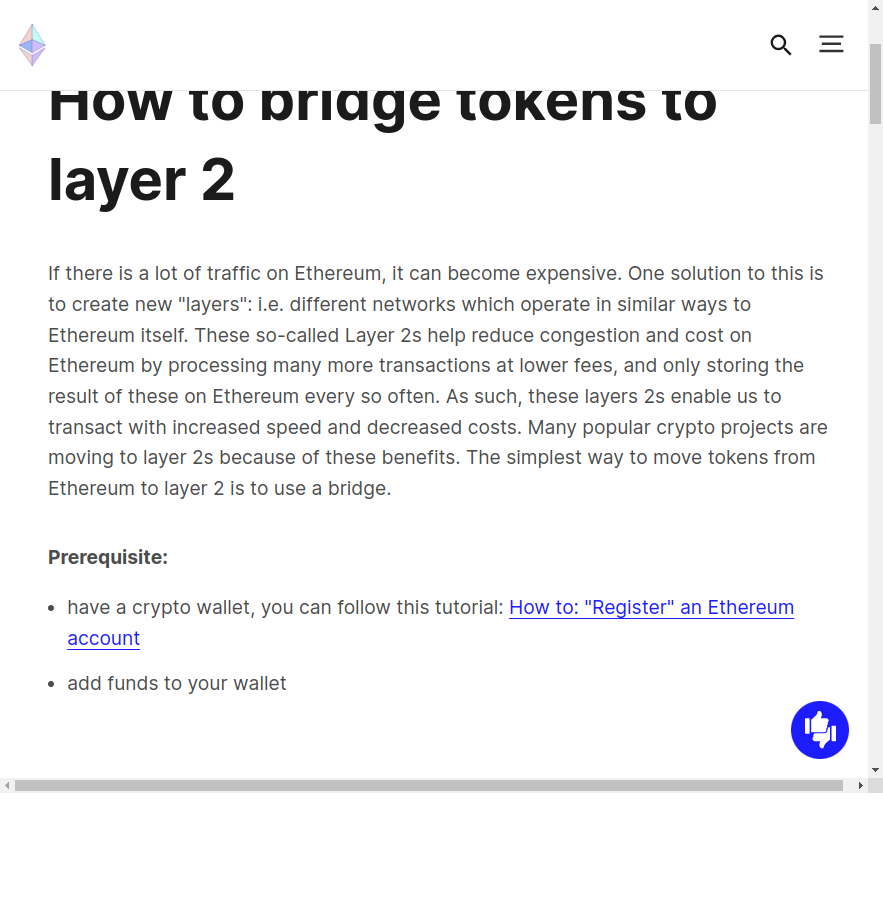 How to bridge tokens to
layer 2
If there is a lot of traffic on Ethereum, it can become expensive. One solution to this is
to create new "layers": i.e. different networks which operate in similar ways to
Ethereum itself. These so-called Layer 2s help reduce congestion and cost on
Ethereum by processing many more transactions at lower fees, and only storing the
result of these on Ethereum every so often. As such, these layers 2s enable us to
transact with increased speed and decreased costs. Many popular crypto projects are
moving to layer 2s because of these benefits. The simplest way to move tokens from
Ethereum to layer 2 is to use a bridge.
Prerequisite:
• have a crypto wallet, you can follow this tutorial: How to: "Register" an Ethereum
account
• add funds to your wallet